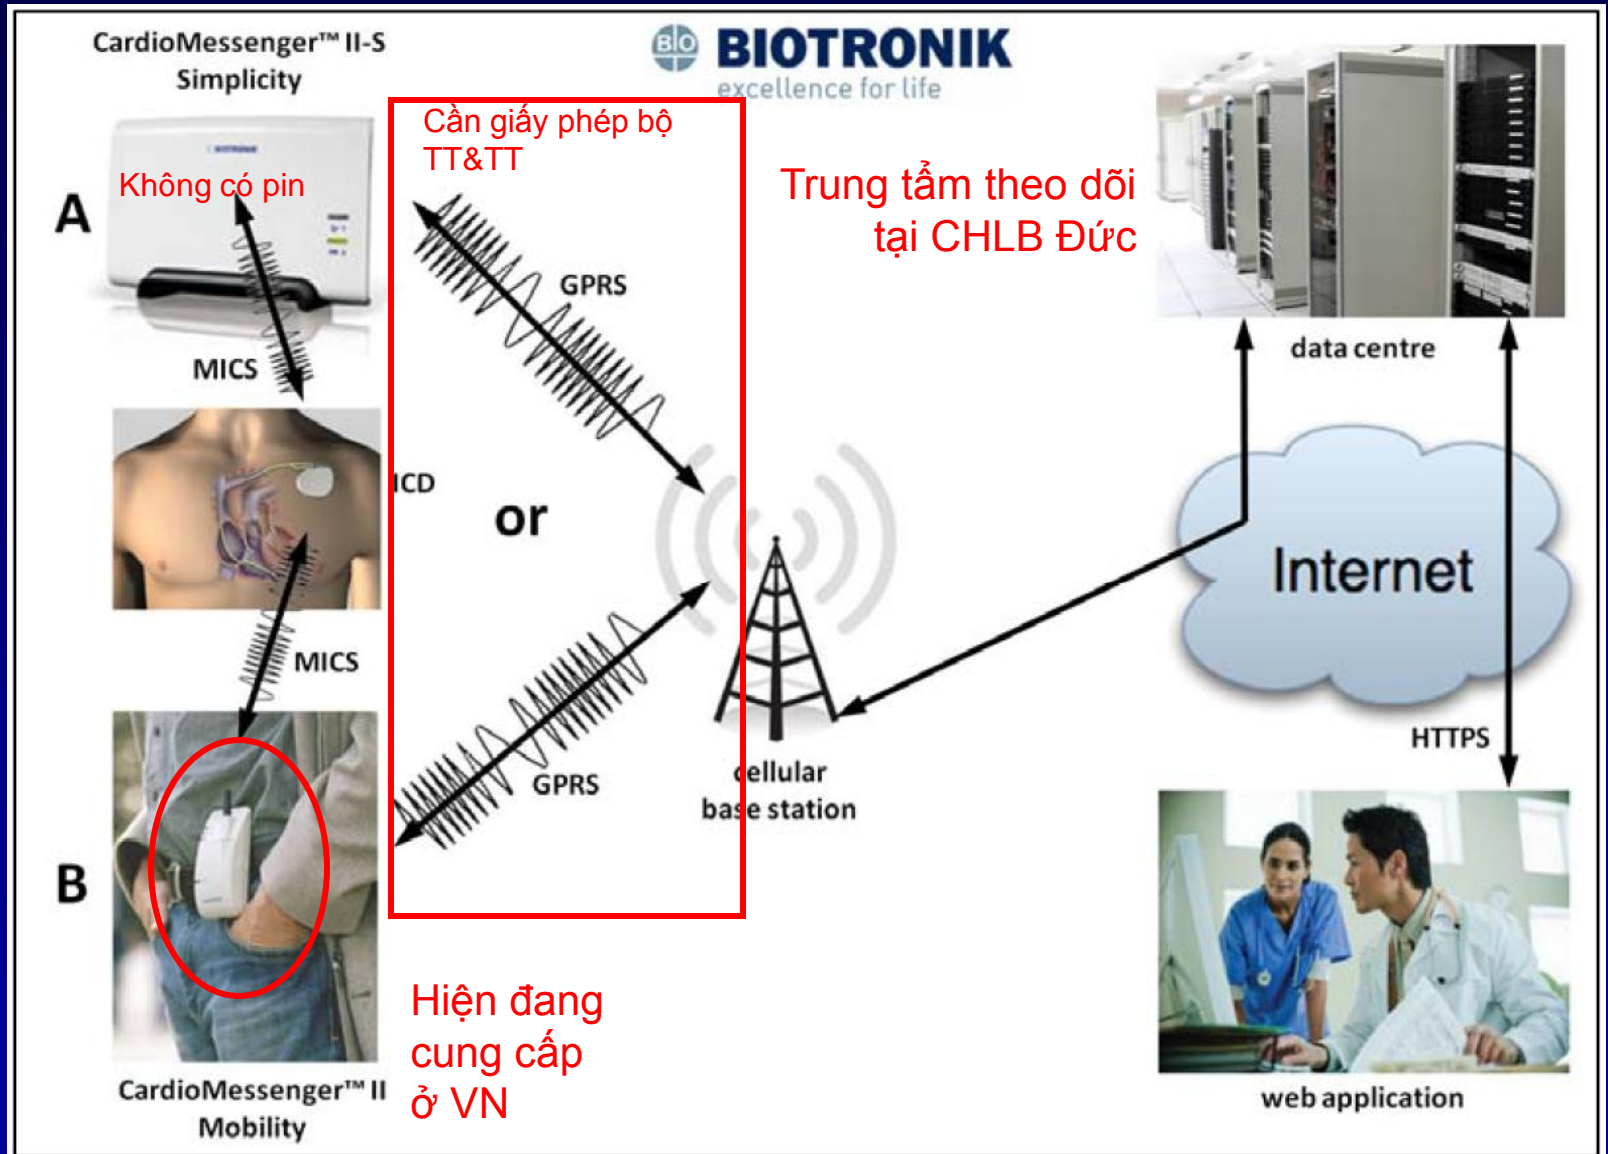 CardioMessenger™ II-S
Simplicity
BIO
BIOTRONIK
excellence for life
Cần giấy phép bộ
TT&TT
BIOTRONIK
Không có pin
A
Trung tẩm theo dõi
tại CHLB Đức
GPRS
MICS
data centre
ICD
or
Internet
MICS
HTTPS
GPRS
cellular
base station
B
Hiện đang
cung cấp
ở VN
CardioMessenger™ II
Mobility
web application